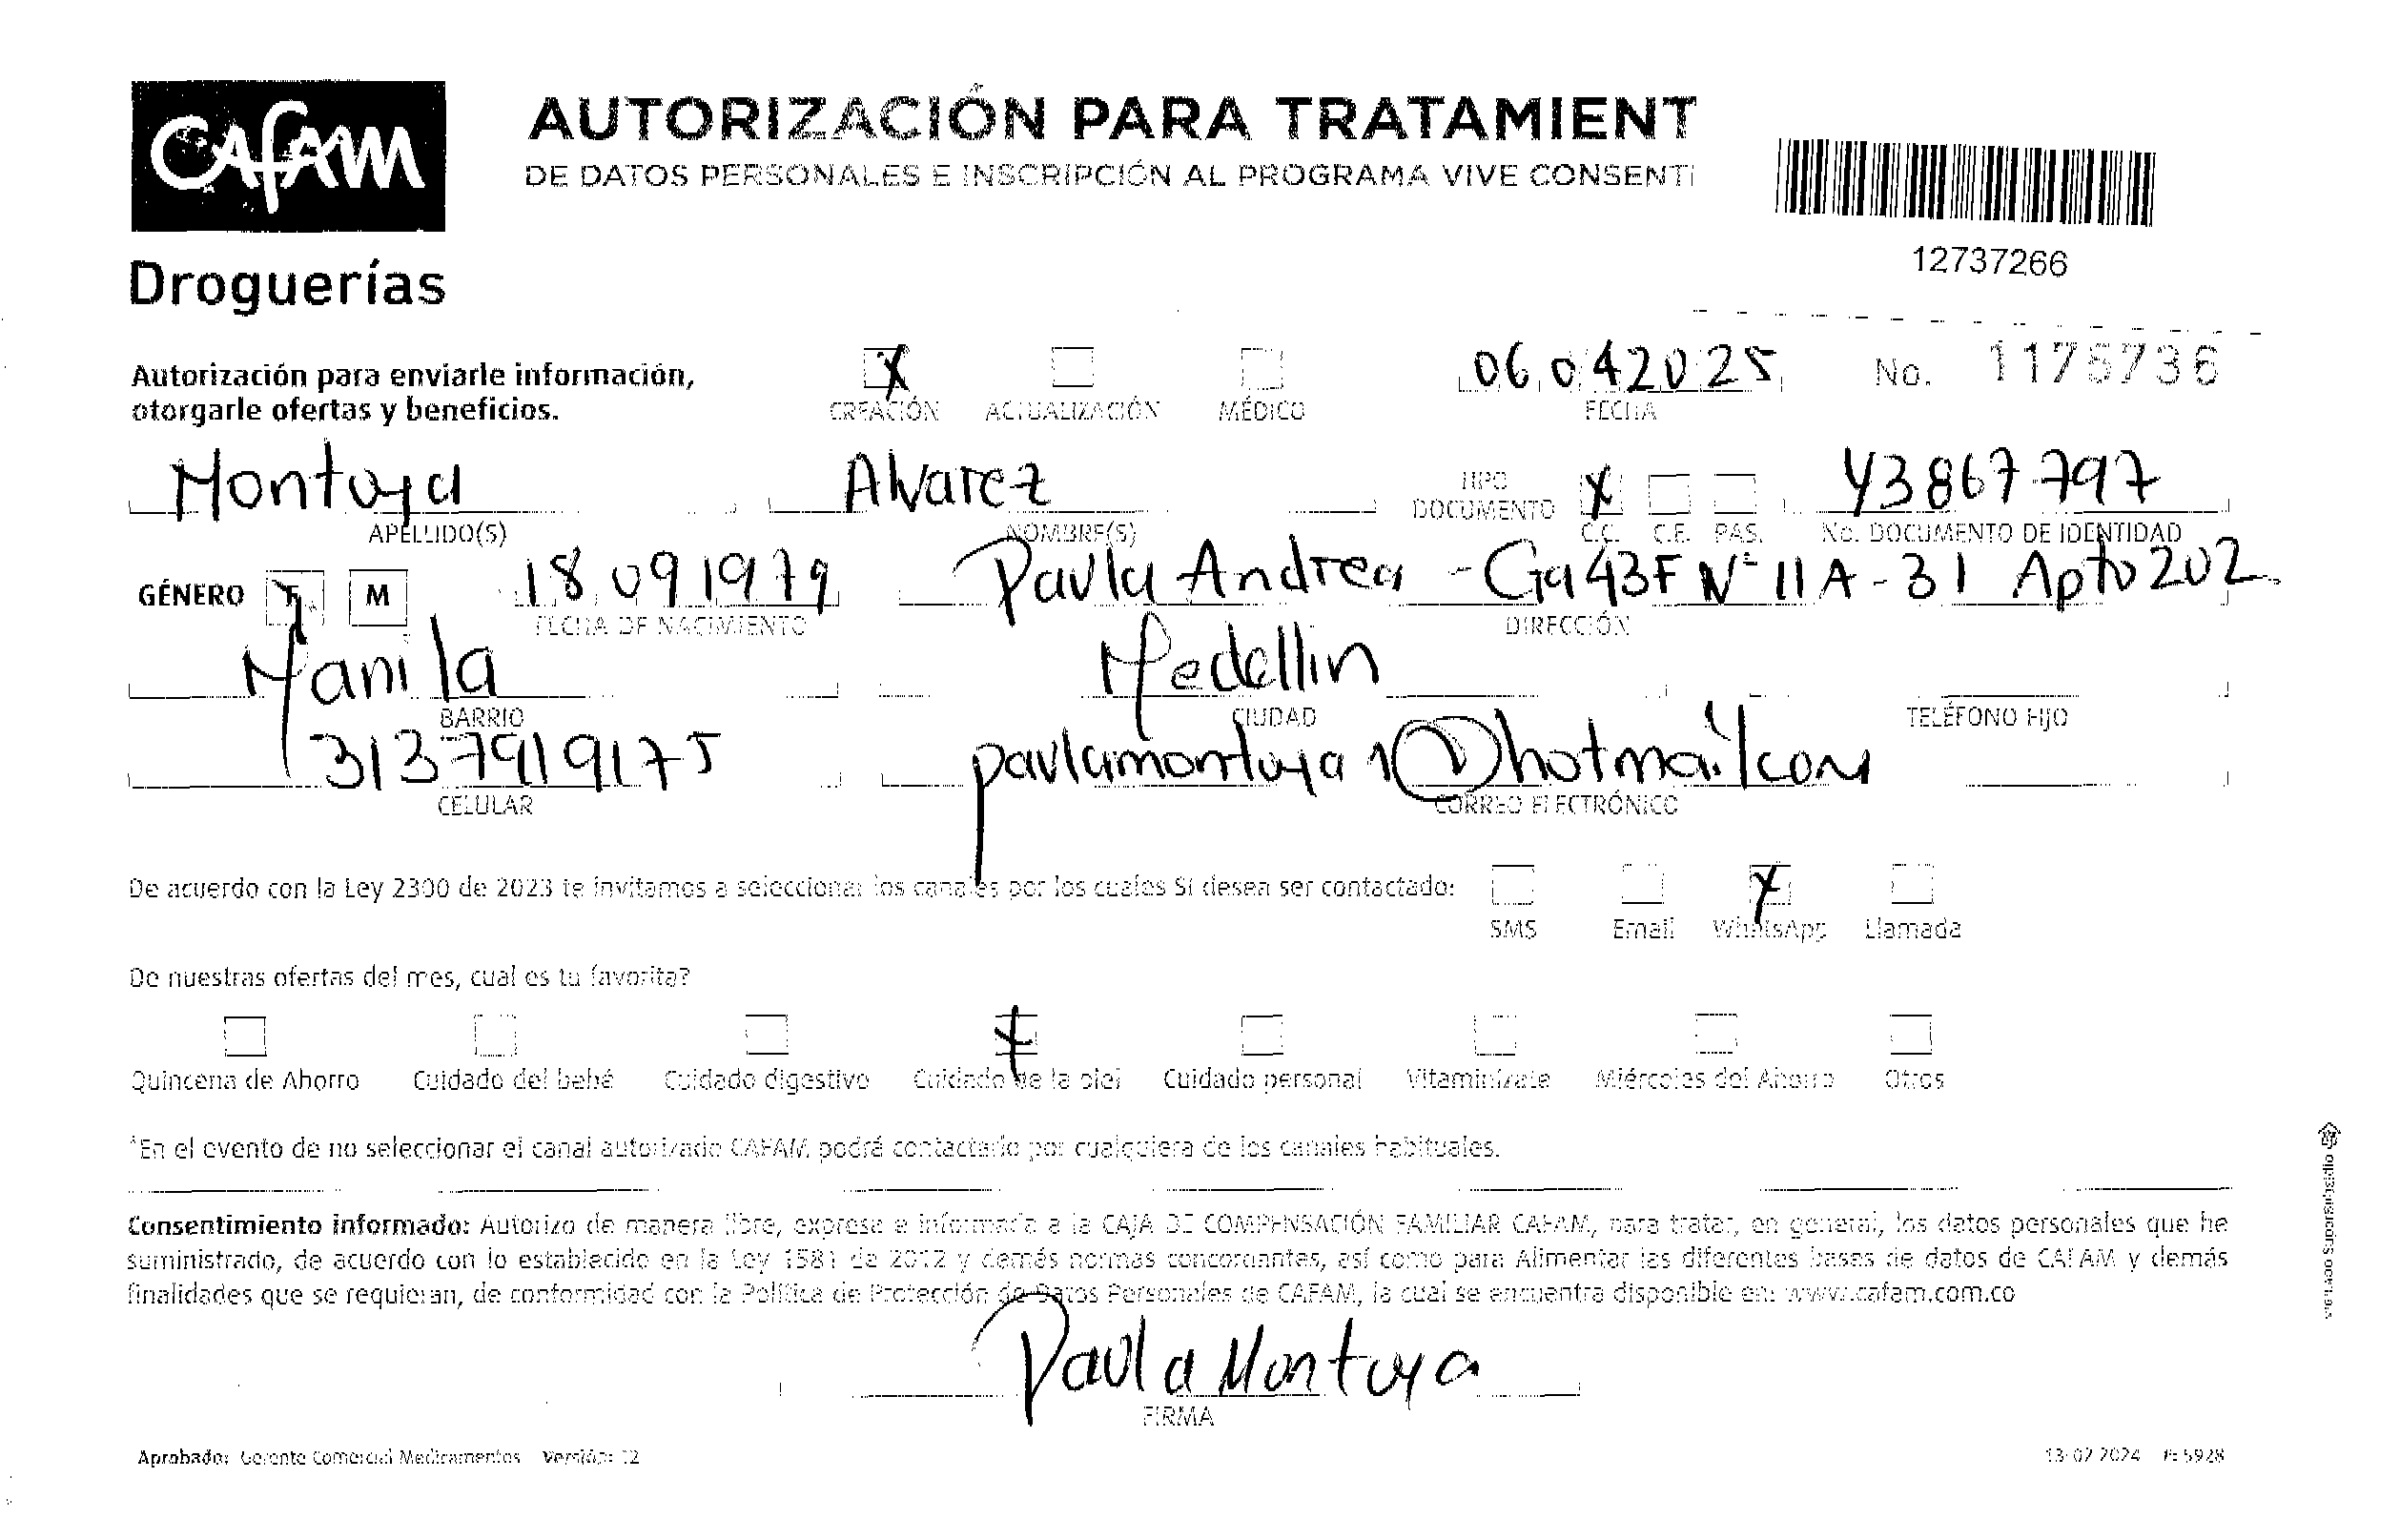 CAFAM
Droguerías
AUTORIZACIÓN PARA TRATAMIENT
DE DATOS PERSONALES E INSCRIPCIÓN AL PROGRAMA VIVE CONSENTI
12737266
Autorización para enviarle información,
otorgarle ofertas y beneficios.
X
CREACIÓN ACTUALIZACIÓN MÉDICO
06042025
FECHA
No. 1175736
Montoya Alvarez
APELLIDO(S) NOMBRE(S)
TIPO
DOCUMENTO
X
C.C. C.E. PAS.
43867797
No. DOCUMENTO DE IDENTIDAD
GÉNERO F M
18091979 Paula Andrea - Cra 43F N° 11A-31 Apto 202
FECHA DE NACIMIENTO DIRECCIÓN
Manila Medellin
BARRIO CIUDAD TELÉFONO FIJO
3137919175 paulamontoya1@hotmail.com
CELULAR CORREO ELECTRÓNICO
De acuerdo con la Ley 2300 de 2023 te invitamos a seleccionar los canales por los cuales Sí desea ser contactado:
X
SMS Email WhatsApp Llamada
De nuestras ofertas del mes, cual es tu favorita?
X
Quincena de Ahorro Cuidado del bebé Cuidado digestivo Cuidado de la piel Cuidado personal Vitamínizate Miércoles del Ahorro Otros
*En el evento de no seleccionar el canal autorizado CAFAM podrá contactarlo por cualquiera de los canales habituales.
Consentimiento informado: Autorizo de manera libre, expresa e informada a la CAJA DE COMPENSACIÓN FAMILIAR CAFAM, para tratar, en general, los datos personales que he
suministrado, de acuerdo con lo establecido en la Ley 1581 de 2012 y demás normas concordantes, así como para Alimentar las diferentes bases de datos de CAFAM y demás
finalidades que se requieran, de conformidad con la Política de Protección de Datos Personales de CAFAM, la cual se encuentra disponible en: www.cafam.com.co
Paula Montoya
FIRMA
Aprobado: Gerente Comercial Medicamentos Versión: 12
13-02-2024